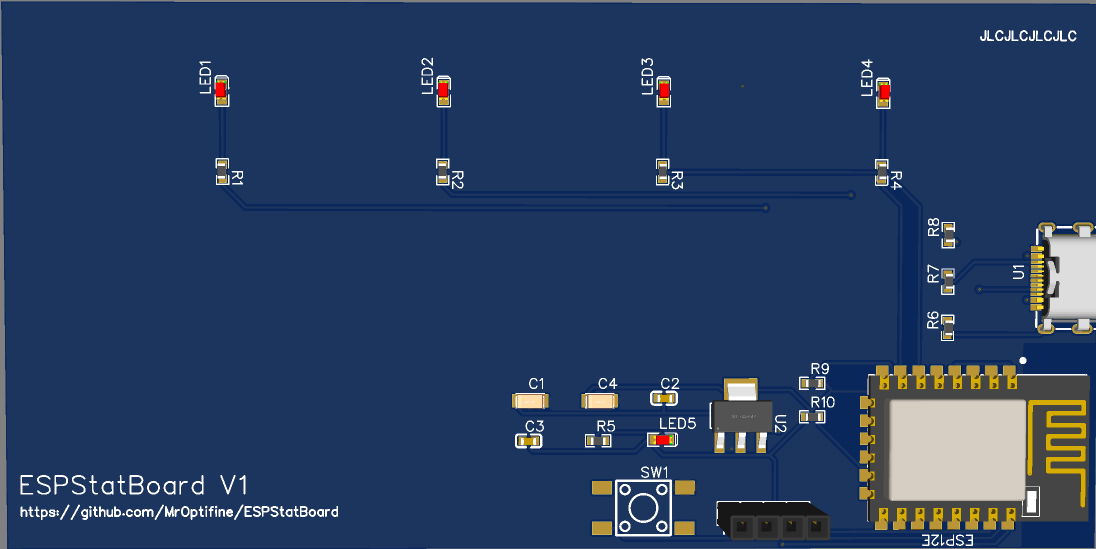 JLCJLCJLCJLC
LED1
LED2
LED3
LED4
R1
R2
R3
R4
R8
R7
U1
R6
R9
C1
C4
C2
R10
U2
C3
R5
LED5
SW1
ESPStatBoard V1
https://github.com/MrOptifine/ESPStatBoard
ESP12E